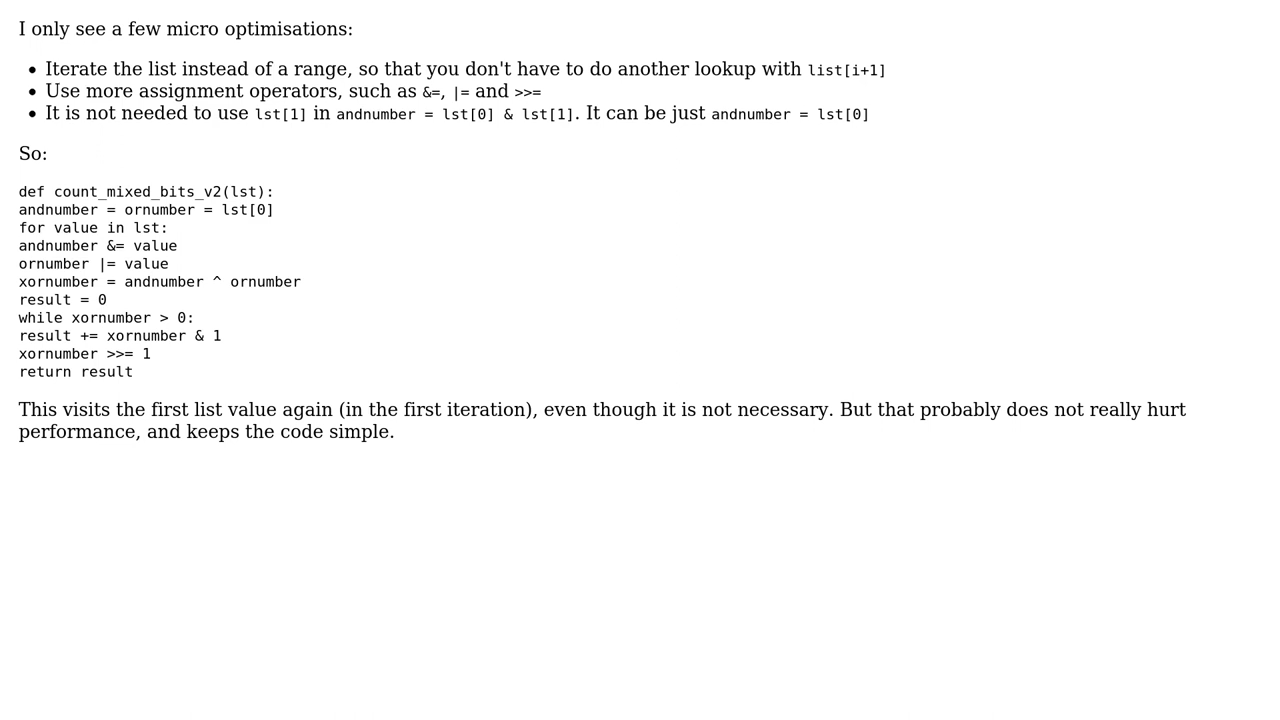 I only see a few micro optimisations:
Iterate the list instead of a range, so that you don't have to do another lookup with list[i+1]
Use more assignment operators, such as &=, |= and >>=
It is not needed to use lst[1] in andnumber = lst[0] & lst[1]. It can be just andnumber = lst[0]
So:
def count_mixed_bits_v2(lst):
andnumber = ornumber = lst[0]
for value in lst:
andnumber &= value
ornumber |= value
xornumber = andnumber ^ ornumber
result = 0
while xornumber > 0:
result += xornumber & 1
xornumber >>= 1
return result
This visits the first list value again (in the first iteration), even though it is not necessary. But that probably does not really hurt
performance, and keeps the code simple.